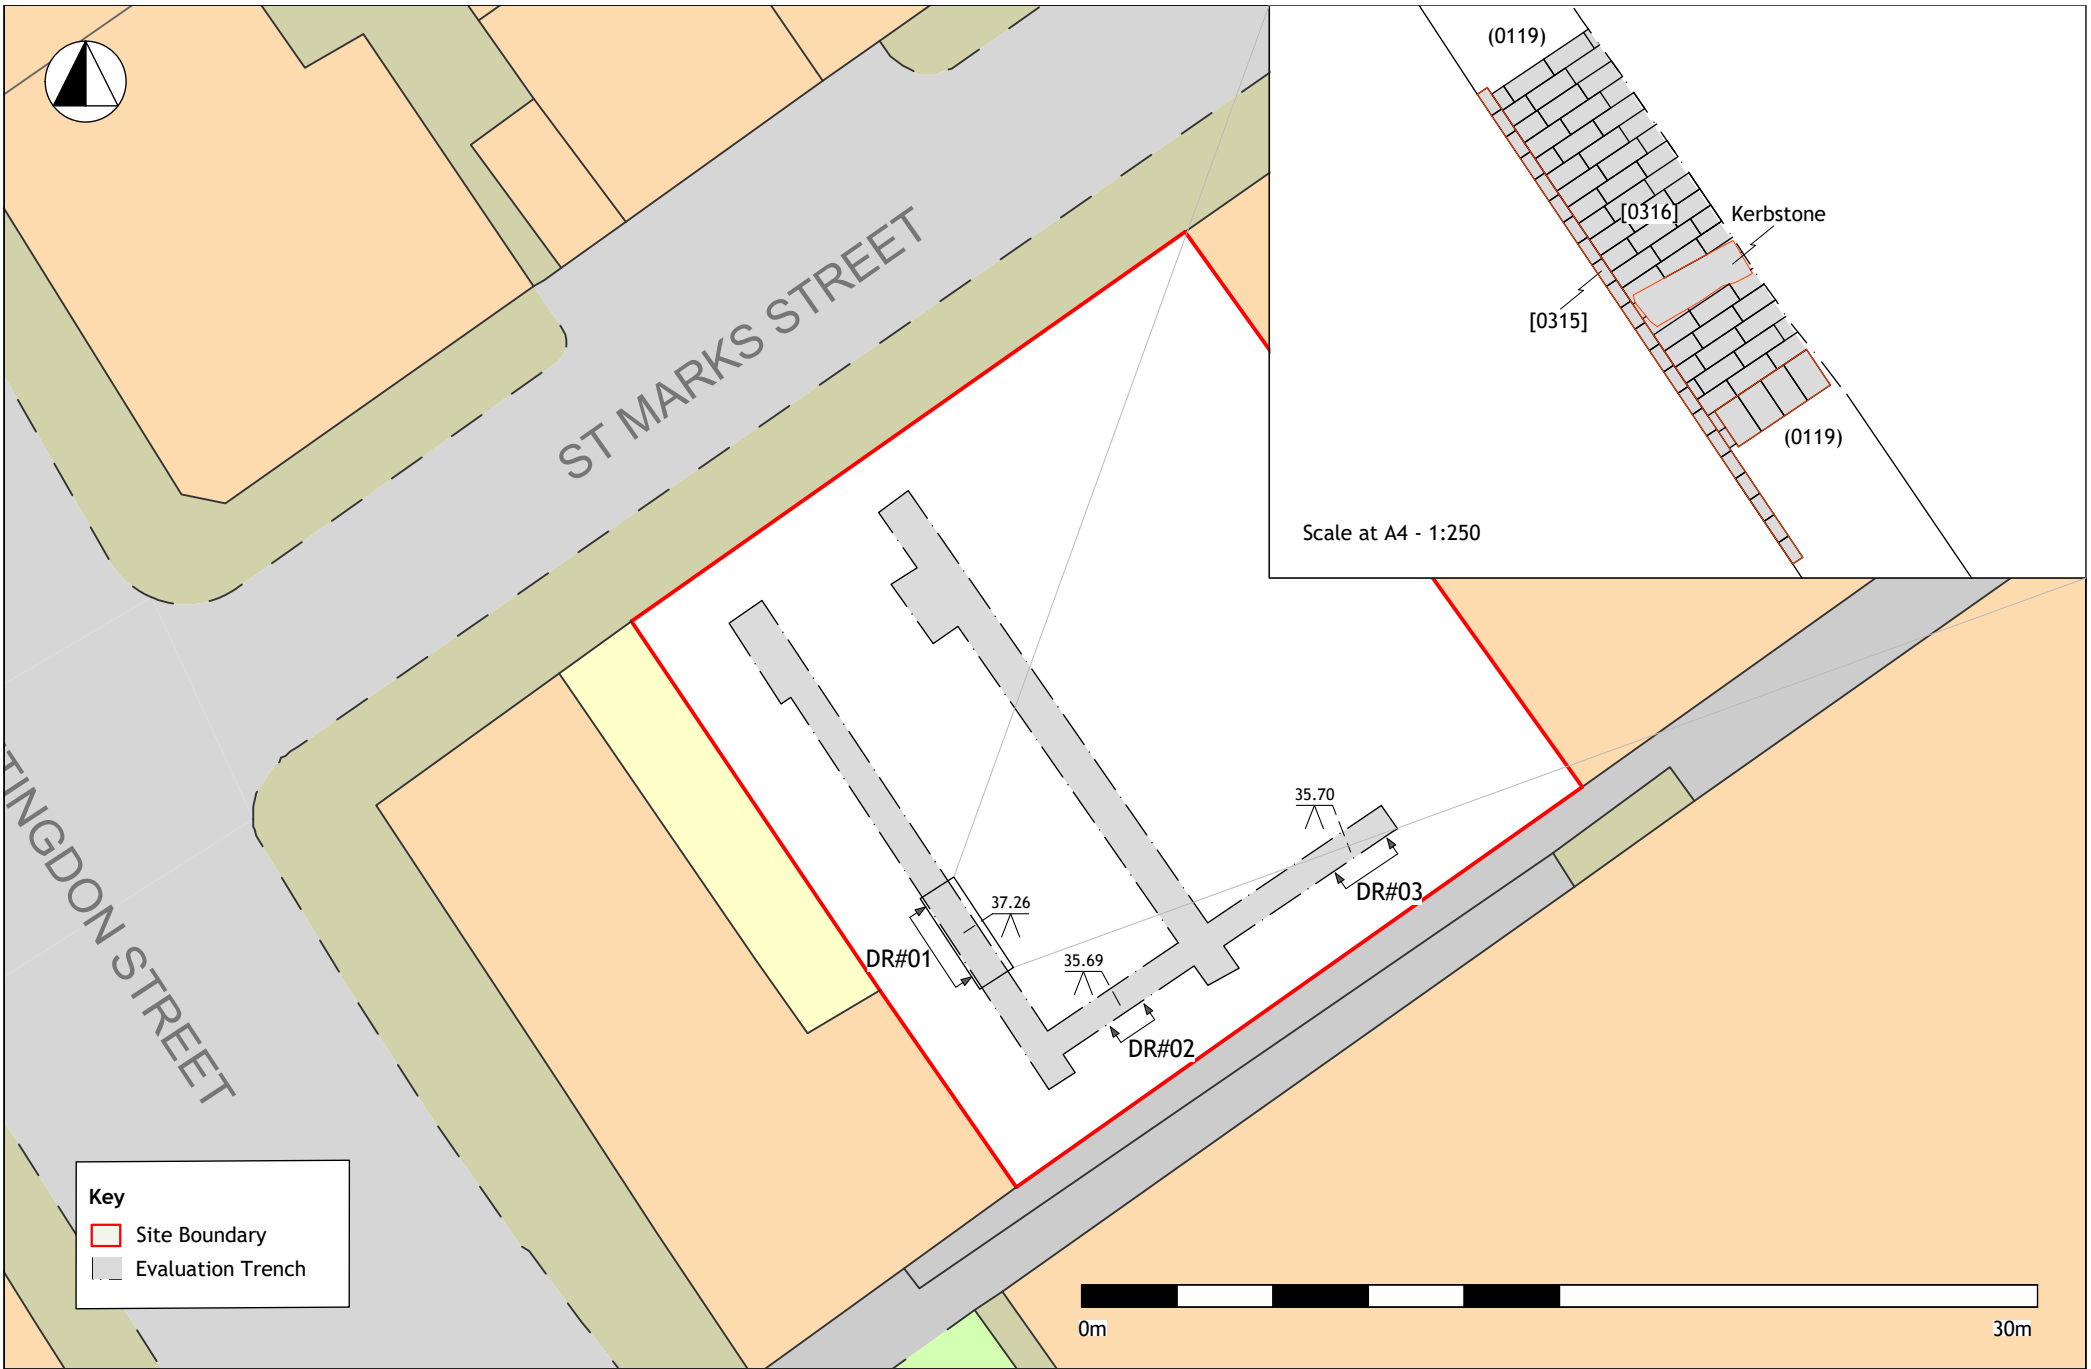 (0119)
[0316]
Kerbstone
[0315]
(0119)
Scale at A4 - 1:250
ST MARKS STREET
TINGDON STREET
35.70
DR#03
37.26
DR#01
35.69
DR#02
Key
Site Boundary
Evaluation Trench
0m
30m